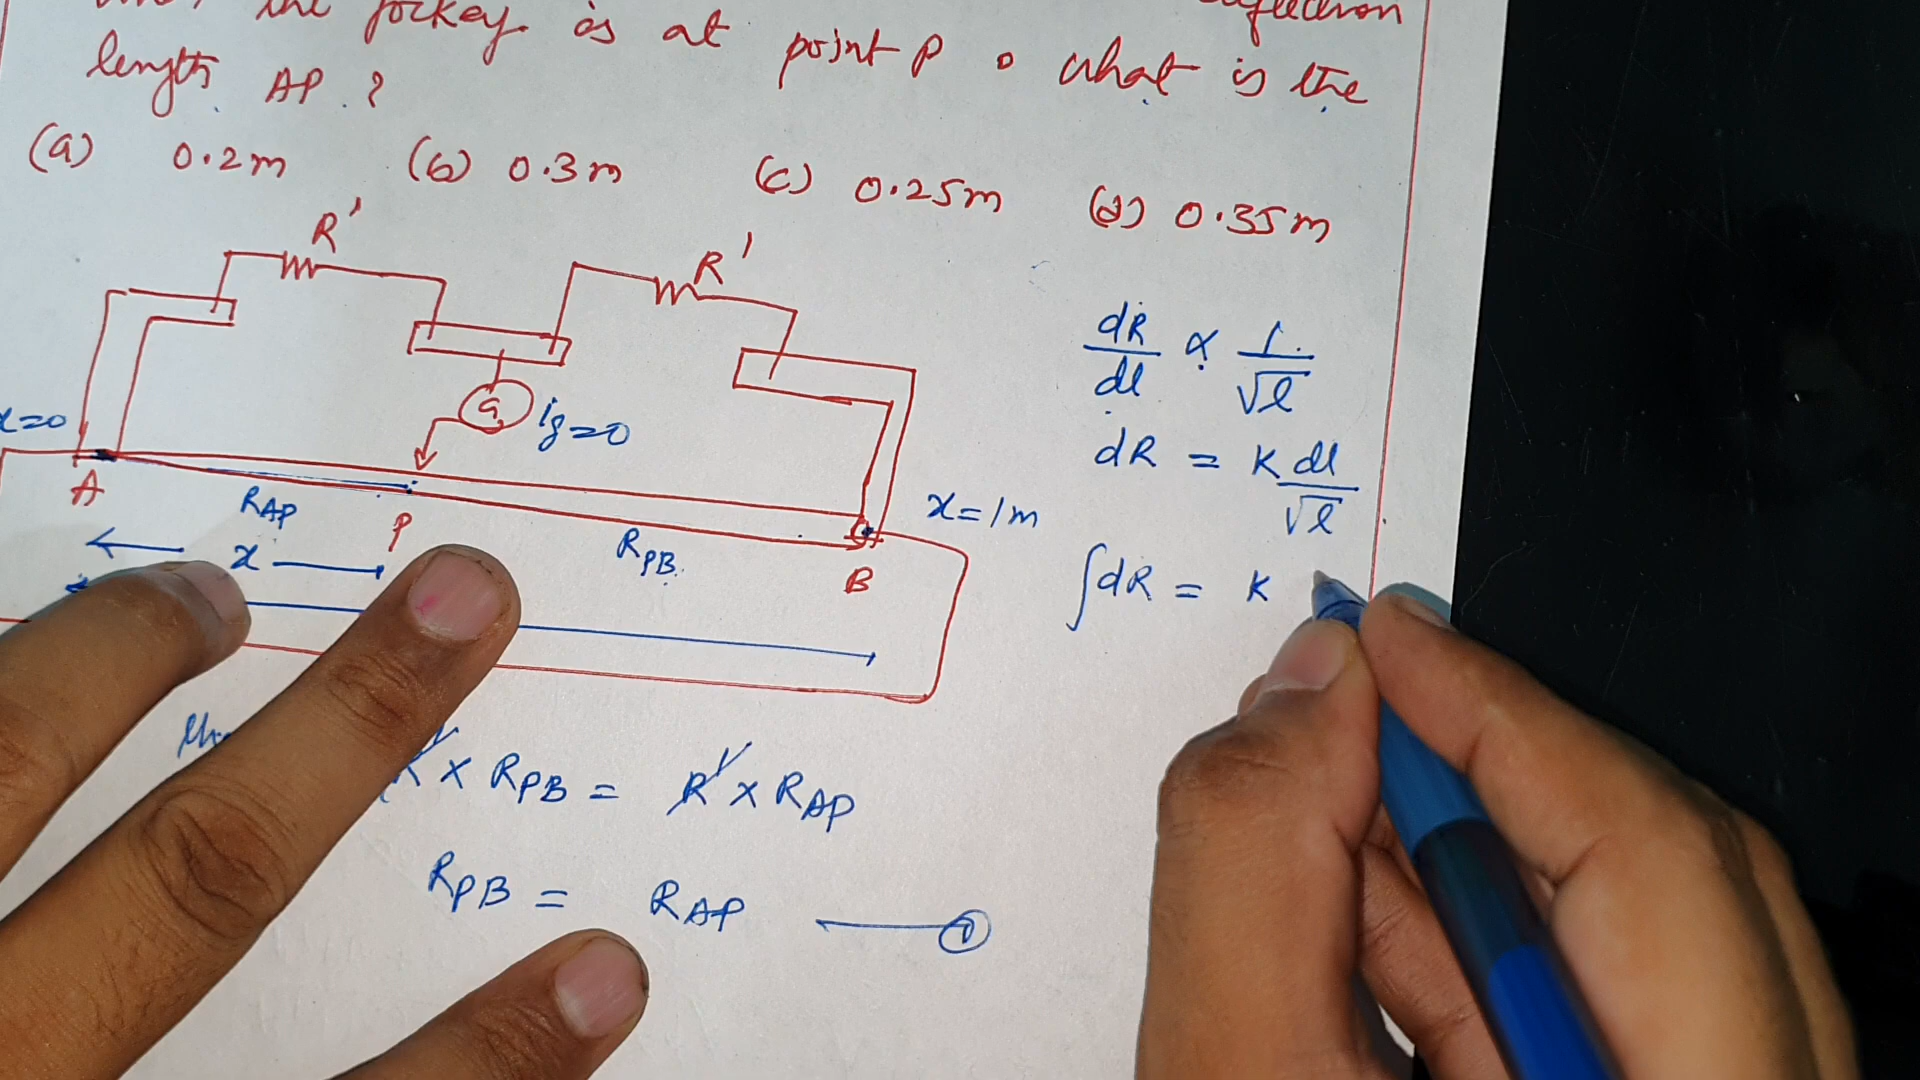 the jockey is at point P . what is the
length AP ?
(a) 0.2m (b) 0.3m (c) 0.25m (d) 0.35m
R' R'
G ig=0
A P B
RAP RPB
x
x=1m
dR/dl ∝ 1/√l
dR = K dl/√l
∫dR = K
x RPB = R' x RAP
RPB = RAP ——— 1